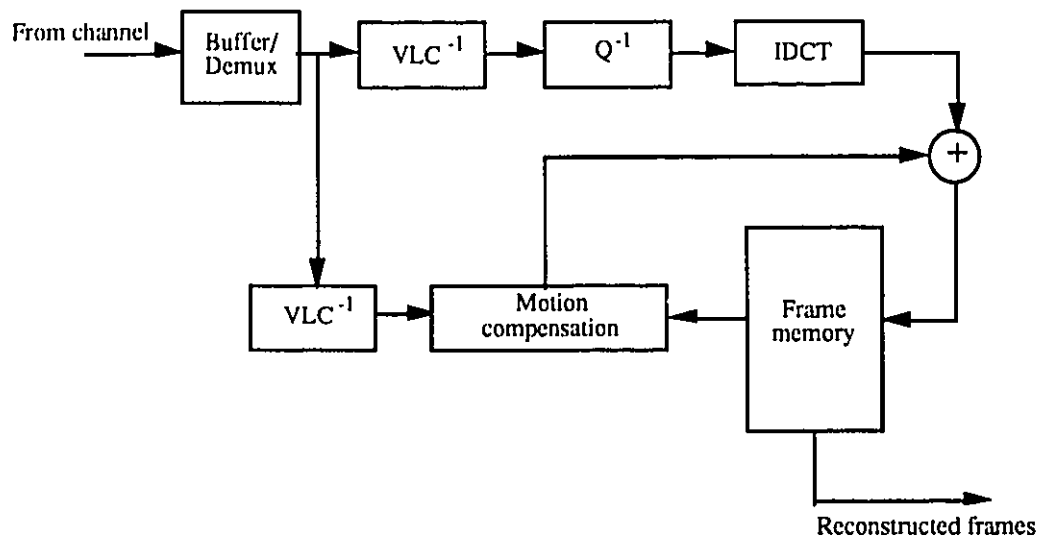 From channel
Buffer/
Demux
VLC -1
Q -1
IDCT
+
VLC -1
Motion
compensation
Frame
memory
Reconstructed frames